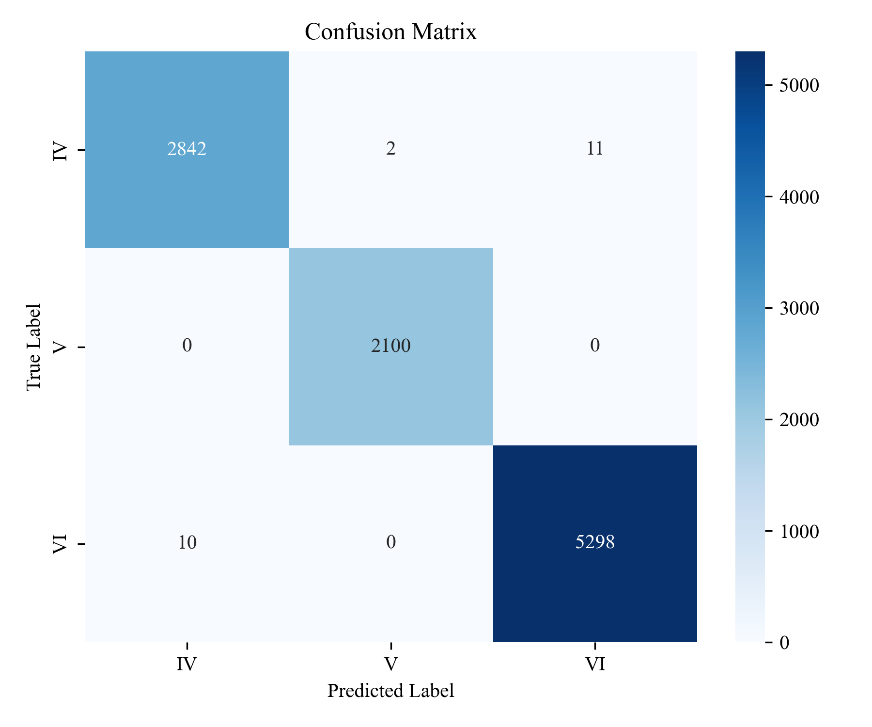 Confusion Matrix
IV
2842
2
11
V
0
2100
0
VI
10
0
5298
True Label
IV
V
VI
Predicted Label
5000
4000
3000
2000
1000
0